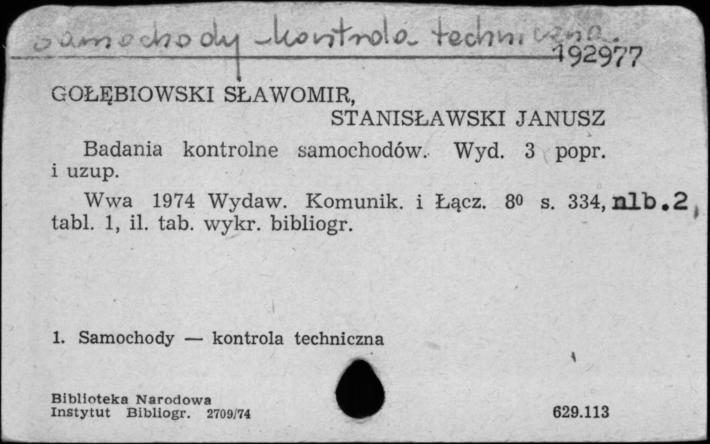 Samochody - kontrola techniczna.
192977
GOŁĘBIOWSKI SŁAWOMIR,
STANISŁAWSKI JANUSZ
Badania kontrolne samochodów. Wyd. 3 popr.
i uzup.
Wwa 1974 Wydaw. Komunik. i Łącz. 8⁰ s. 334, nlb.2,
tabl. 1, il. tab. wykr. bibliogr.
1. Samochody — kontrola techniczna
Biblioteka Narodowa
Instytut Bibliogr. 2709/74
629.113